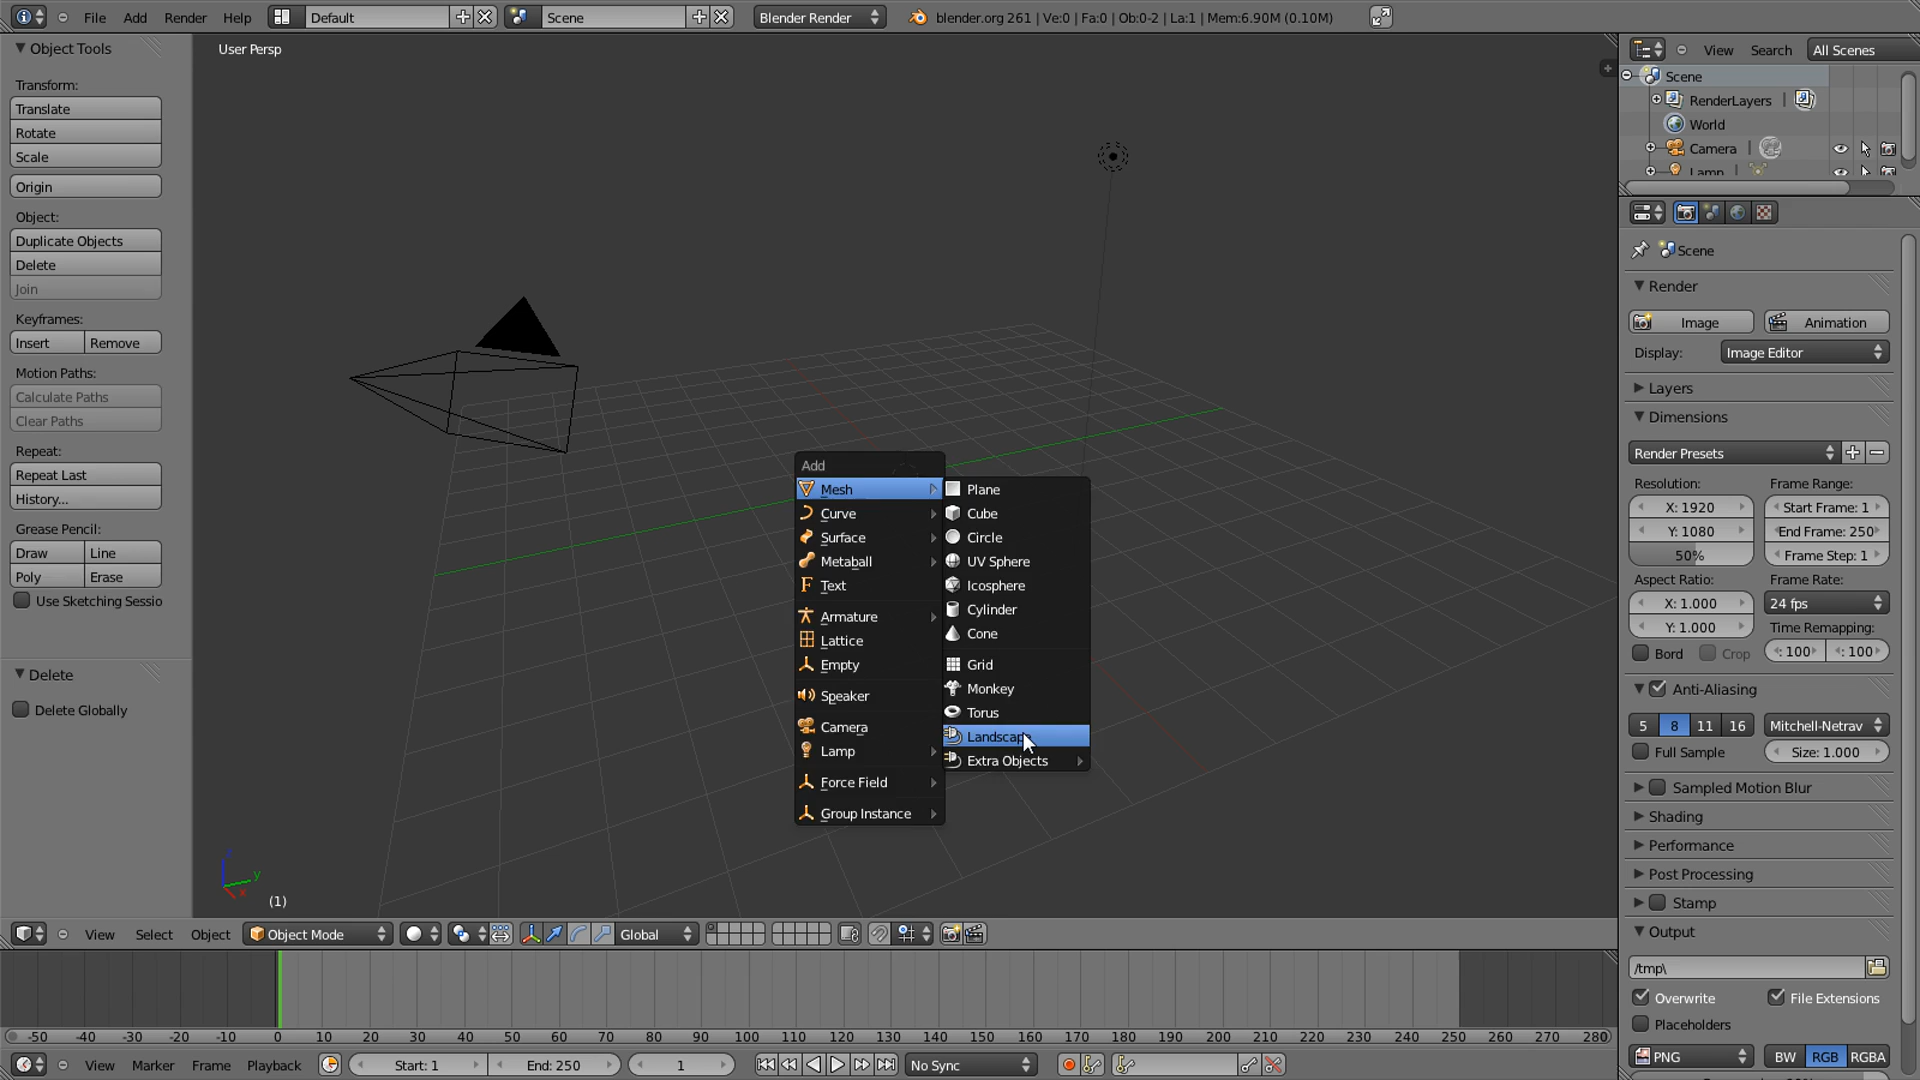 File Add Render Help Default Scene Blender Render blender.org 261 | Ve:0 | Fa:0 | Ob:0-2 | La:1 | Mem:6.90M (0.10M)
Object Tools
Transform:
Translate
Rotate
Scale
Origin
Object:
Duplicate Objects
Delete
Join
Keyframes:
Insert Remove
Motion Paths:
Calculate Paths
Clear Paths
Repeat:
Repeat Last
History...
Grease Pencil:
Draw Line
Poly Erase
Use Sketching Sessio
Delete
Delete Globally
User Persp
Add
Mesh
Curve
Surface
Metaball
Text
Armature
Lattice
Empty
Speaker
Camera
Lamp
Force Field
Group Instance
Plane
Cube
Circle
UV Sphere
Icosphere
Cylinder
Cone
Grid
Monkey
Torus
Landscap
Extra Objects
z
y
x
(1)
View Select Object Object Mode Global
-50 -40 -30 -20 -10 0 10 20 30 40 50 60 70 80 90 100 110 120 130 140 150 160 170 180 190 200 210 220 230 240 250 260 270 280
View Marker Frame Playback Start: 1 End: 250 1 No Sync
View Search All Scenes
Scene
RenderLayers |
World
Camera |
Lamp |
Scene
Render
Image Animation
Display: Image Editor
Layers
Dimensions
Render Presets
Resolution: Frame Range:
X: 1920 Start Frame: 1
Y: 1080 End Frame: 250
50% Frame Step: 1
Aspect Ratio: Frame Rate:
X: 1.000 24 fps
Y: 1.000 Time Remapping:
Bord Crop : 100 : 100
Anti-Aliasing
5 8 11 16 Mitchell-Netrav
Full Sample Size: 1.000
Sampled Motion Blur
Shading
Performance
Post Processing
Stamp
Output
/tmp\
Overwrite File Extensions
Placeholders
PNG BW RGB RGBA